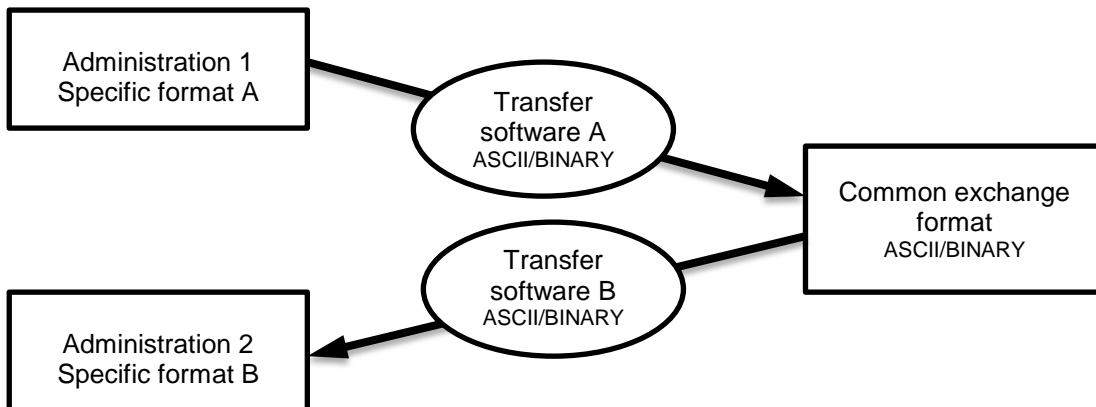 Administration 1
Specific format A
Transfer
software A
ASCII/BINARY
Common exchange
format
ASCII/BINARY
Transfer
software B
ASCII/BINARY
Administration 2
Specific format B